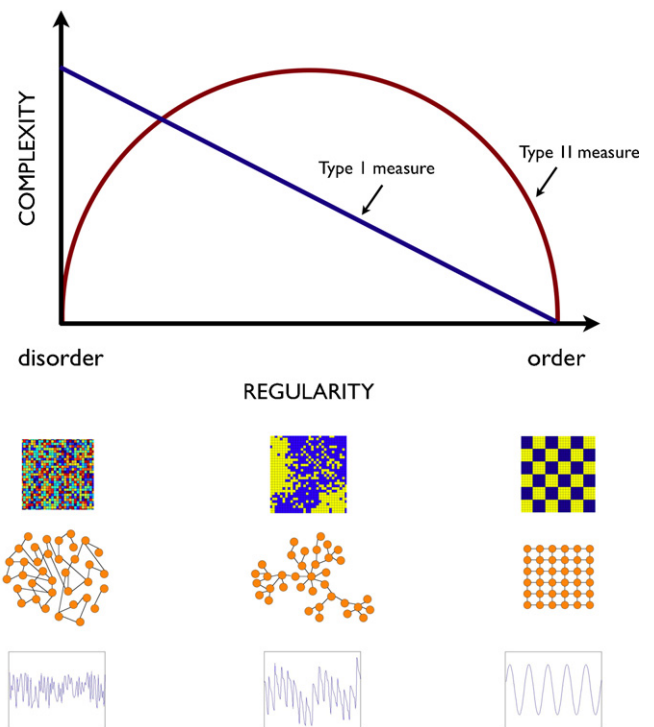 COMPLEXITY
Type I measure
Type II measure
disorder
order
REGULARITY